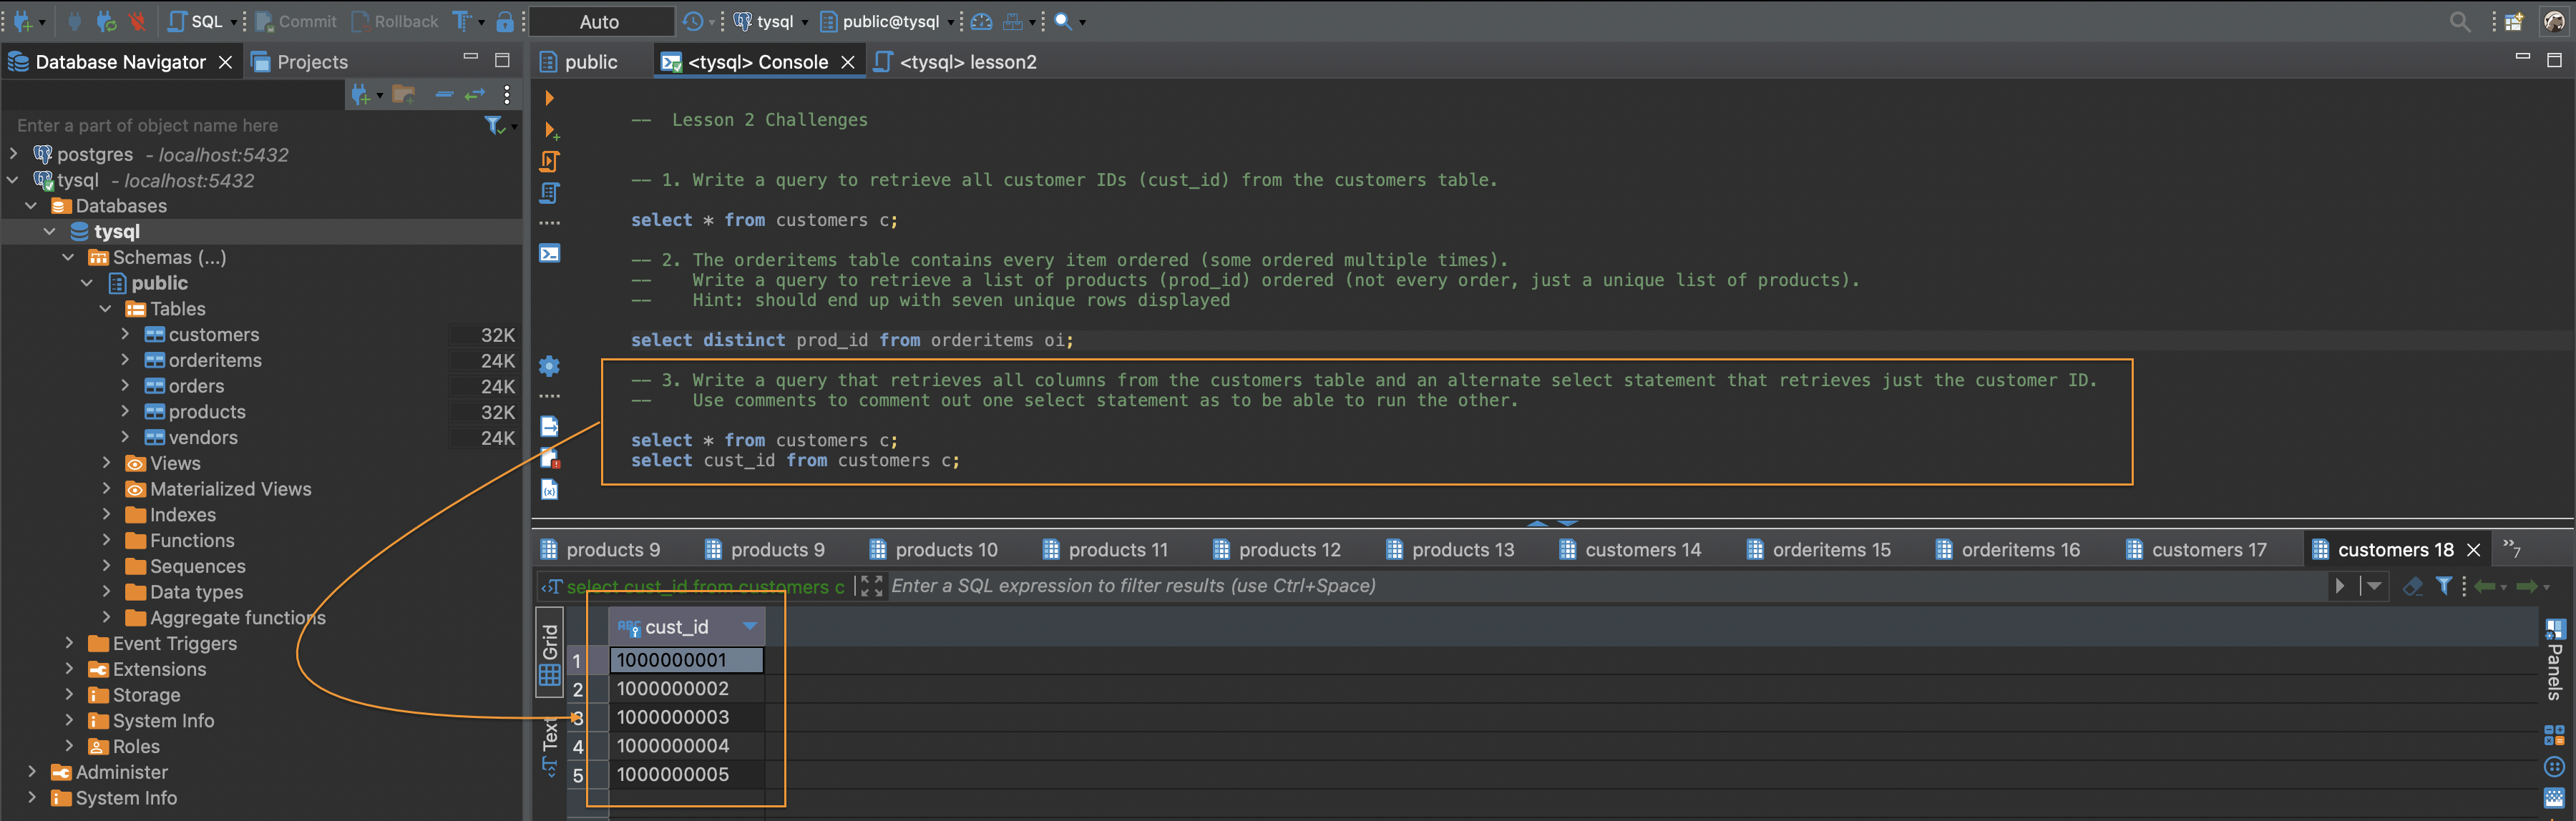 SQL
Commit
Rollback
Auto
tysql
public@tysql
Database Navigator
Projects
Enter a part of object name here
postgres - localhost:5432
tysql - localhost:5432
Databases
tysql
Schemas (...)
public
Tables
customers 32K
orderitems 24K
orders 24K
products 32K
vendors 24K
Views
Materialized Views
Indexes
Functions
Sequences
Data types
Aggregate functions
Event Triggers
Extensions
Storage
System Info
Roles
Administer
System Info
public
<tysql> Console
<tysql> lesson2
-- Lesson 2 Challenges
-- 1. Write a query to retrieve all customer IDs (cust_id) from the customers table.
select * from customers c;
-- 2. The orderitems table contains every item ordered (some ordered multiple times).
-- Write a query to retrieve a list of products (prod_id) ordered (not every order, just a unique list of products).
-- Hint: should end up with seven unique rows displayed
select distinct prod_id from orderitems oi;
-- 3. Write a query that retrieves all columns from the customers table and an alternate select statement that retrieves just the customer ID.
-- Use comments to comment out one select statement as to be able to run the other.
select * from customers c;
select cust_id from customers c;
products 9
products 9
products 10
products 11
products 12
products 13
customers 14
orderitems 15
orderitems 16
customers 17
customers 18
»7
select cust_id from customers c
Enter a SQL expression to filter results (use Ctrl+Space)
Grid
Text
cust_id
1 1000000001
2 1000000002
3 1000000003
4 1000000004
5 1000000005
Panels